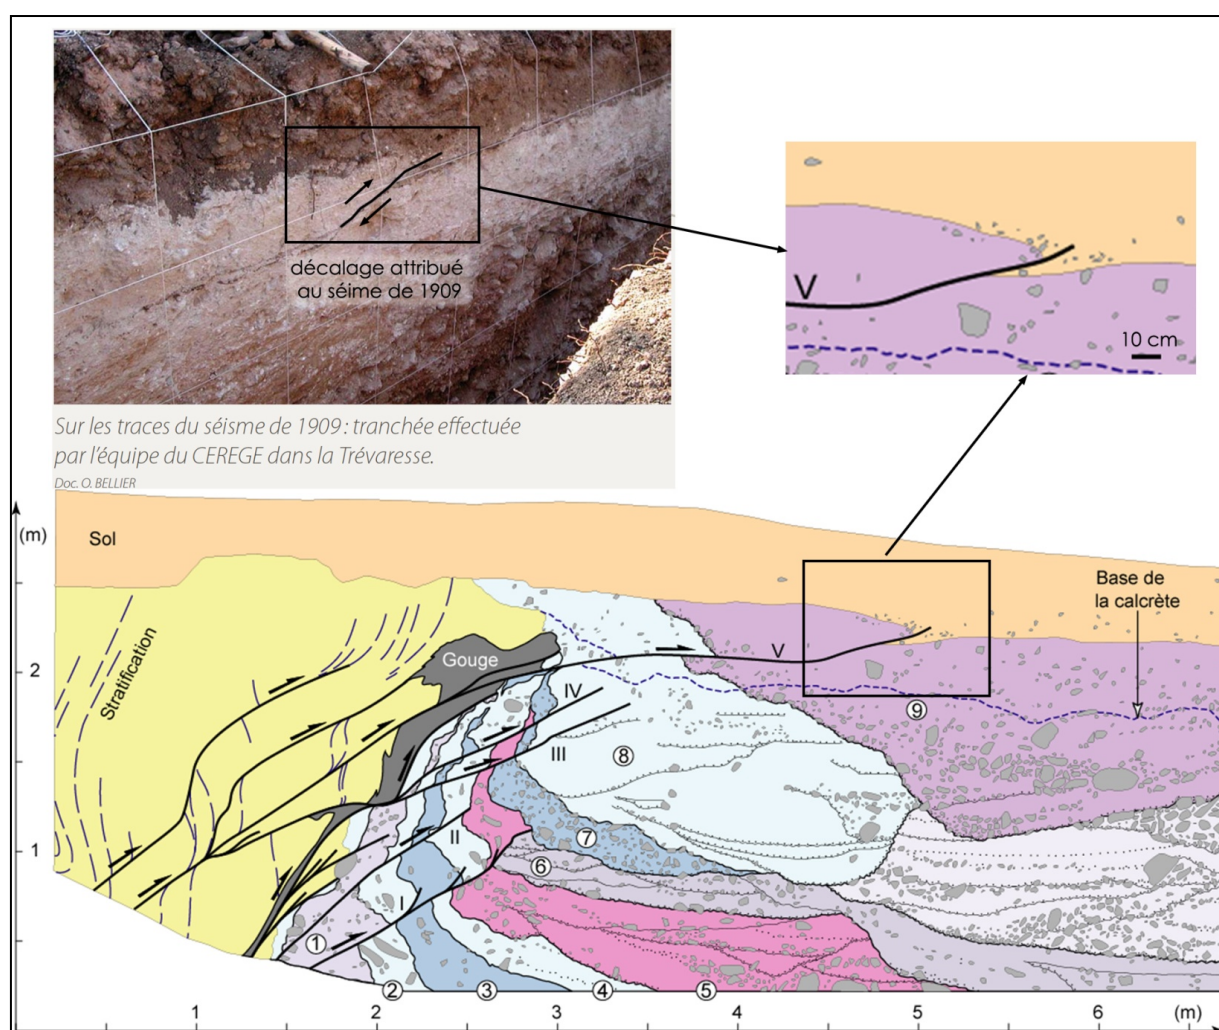 décalage attribué
au séime de 1909
Sur les traces du séisme de 1909 : tranchée effectuée
par l'équipe du CEREGE dans la Trévaresse.
Doc. O. BELLIER
V
10 cm
(m)
Sol
Base de
la calcrète
Stratification
Gouge
V
2
IV
9
III
8
II
7
1
6
I
1
2
3
4
5
1
2
3
4
5
6
(m)